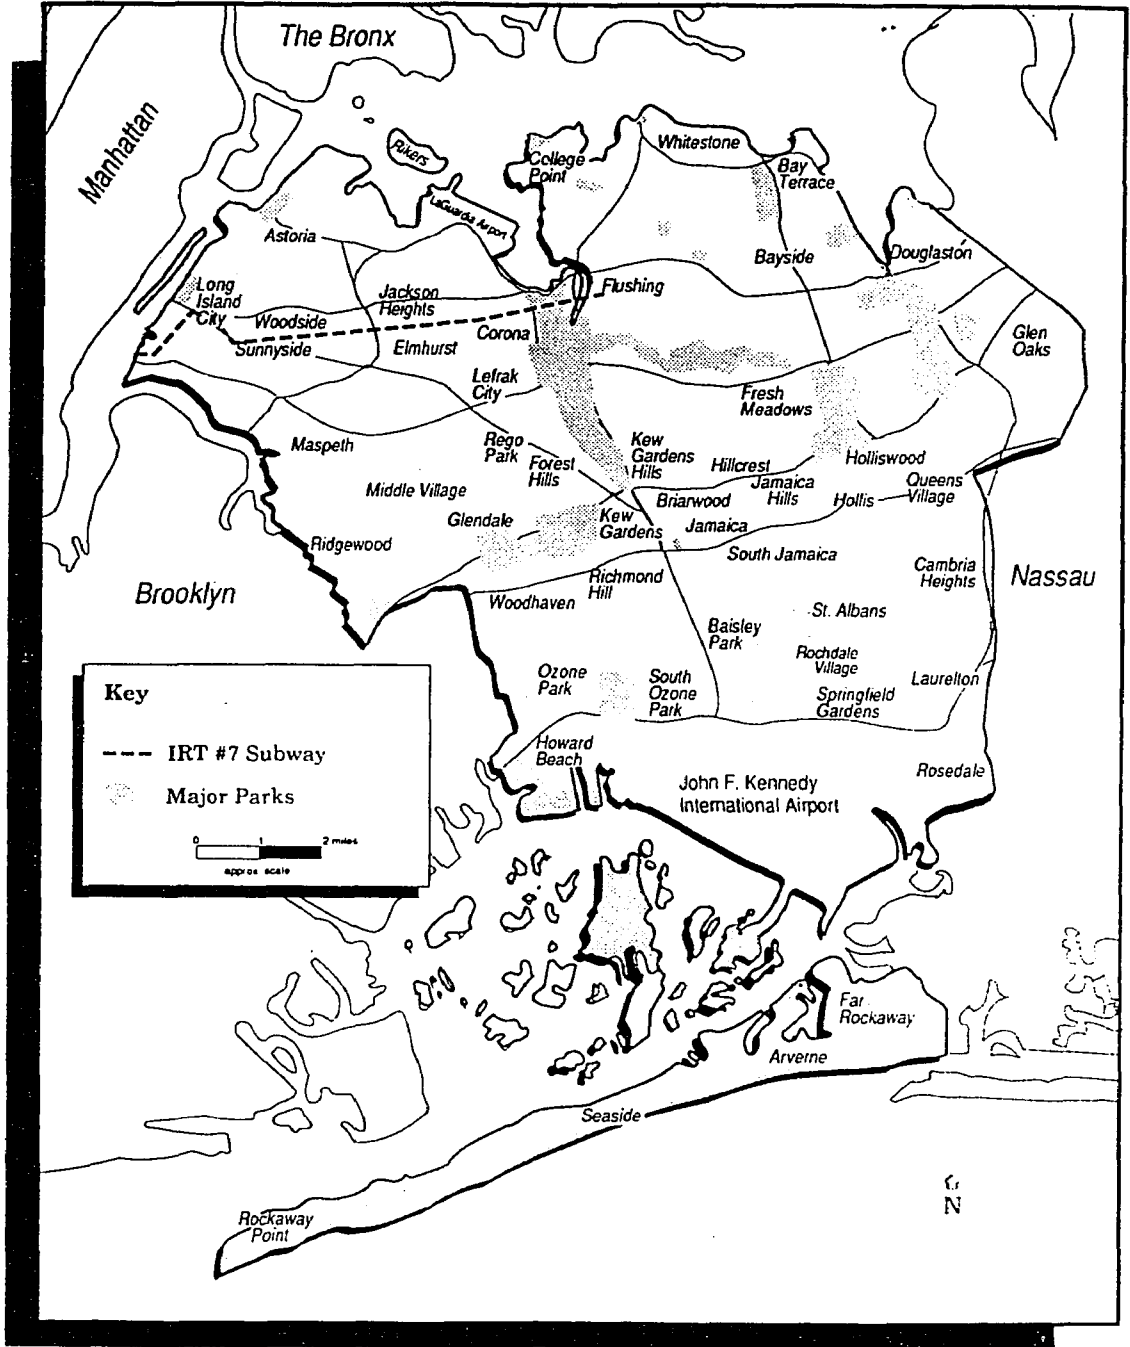 The Bronx
Manhattan
Rikers
College
Point
Whitestone
Bay
Terrace
LaGuardia Airport
Astoria
Bayside
Douglaston
Long
Island
City
Jackson
Heights
Flushing
Woodside
Corona
Glen
Oaks
Sunnyside
Elmhurst
Lefrak
City
Fresh
Meadows
Maspeth
Rego
Park
Forest
Hills
Kew
Gardens
Hills
Hillcrest
Holliswood
Jamaica
Hills
Queens
Village
Middle Village
Briarwood
Hollis
Glendale
Kew
Gardens
Jamaica
Ridgewood
South Jamaica
Cambria
Heights
Nassau
Brooklyn
Richmond
Hill
Woodhaven
St. Albans
Baisley
Park
Rochdale
Village
Ozone
Park
South
Ozone
Park
Laurelton
Springfield
Gardens
Howard
Beach
Rosedale
John F. Kennedy
International Airport
Key
IRT #7 Subway
Major Parks
0 1 2 miles
approx scale
Far
Rockaway
Arverne
Seaside
Rockaway
Point
N